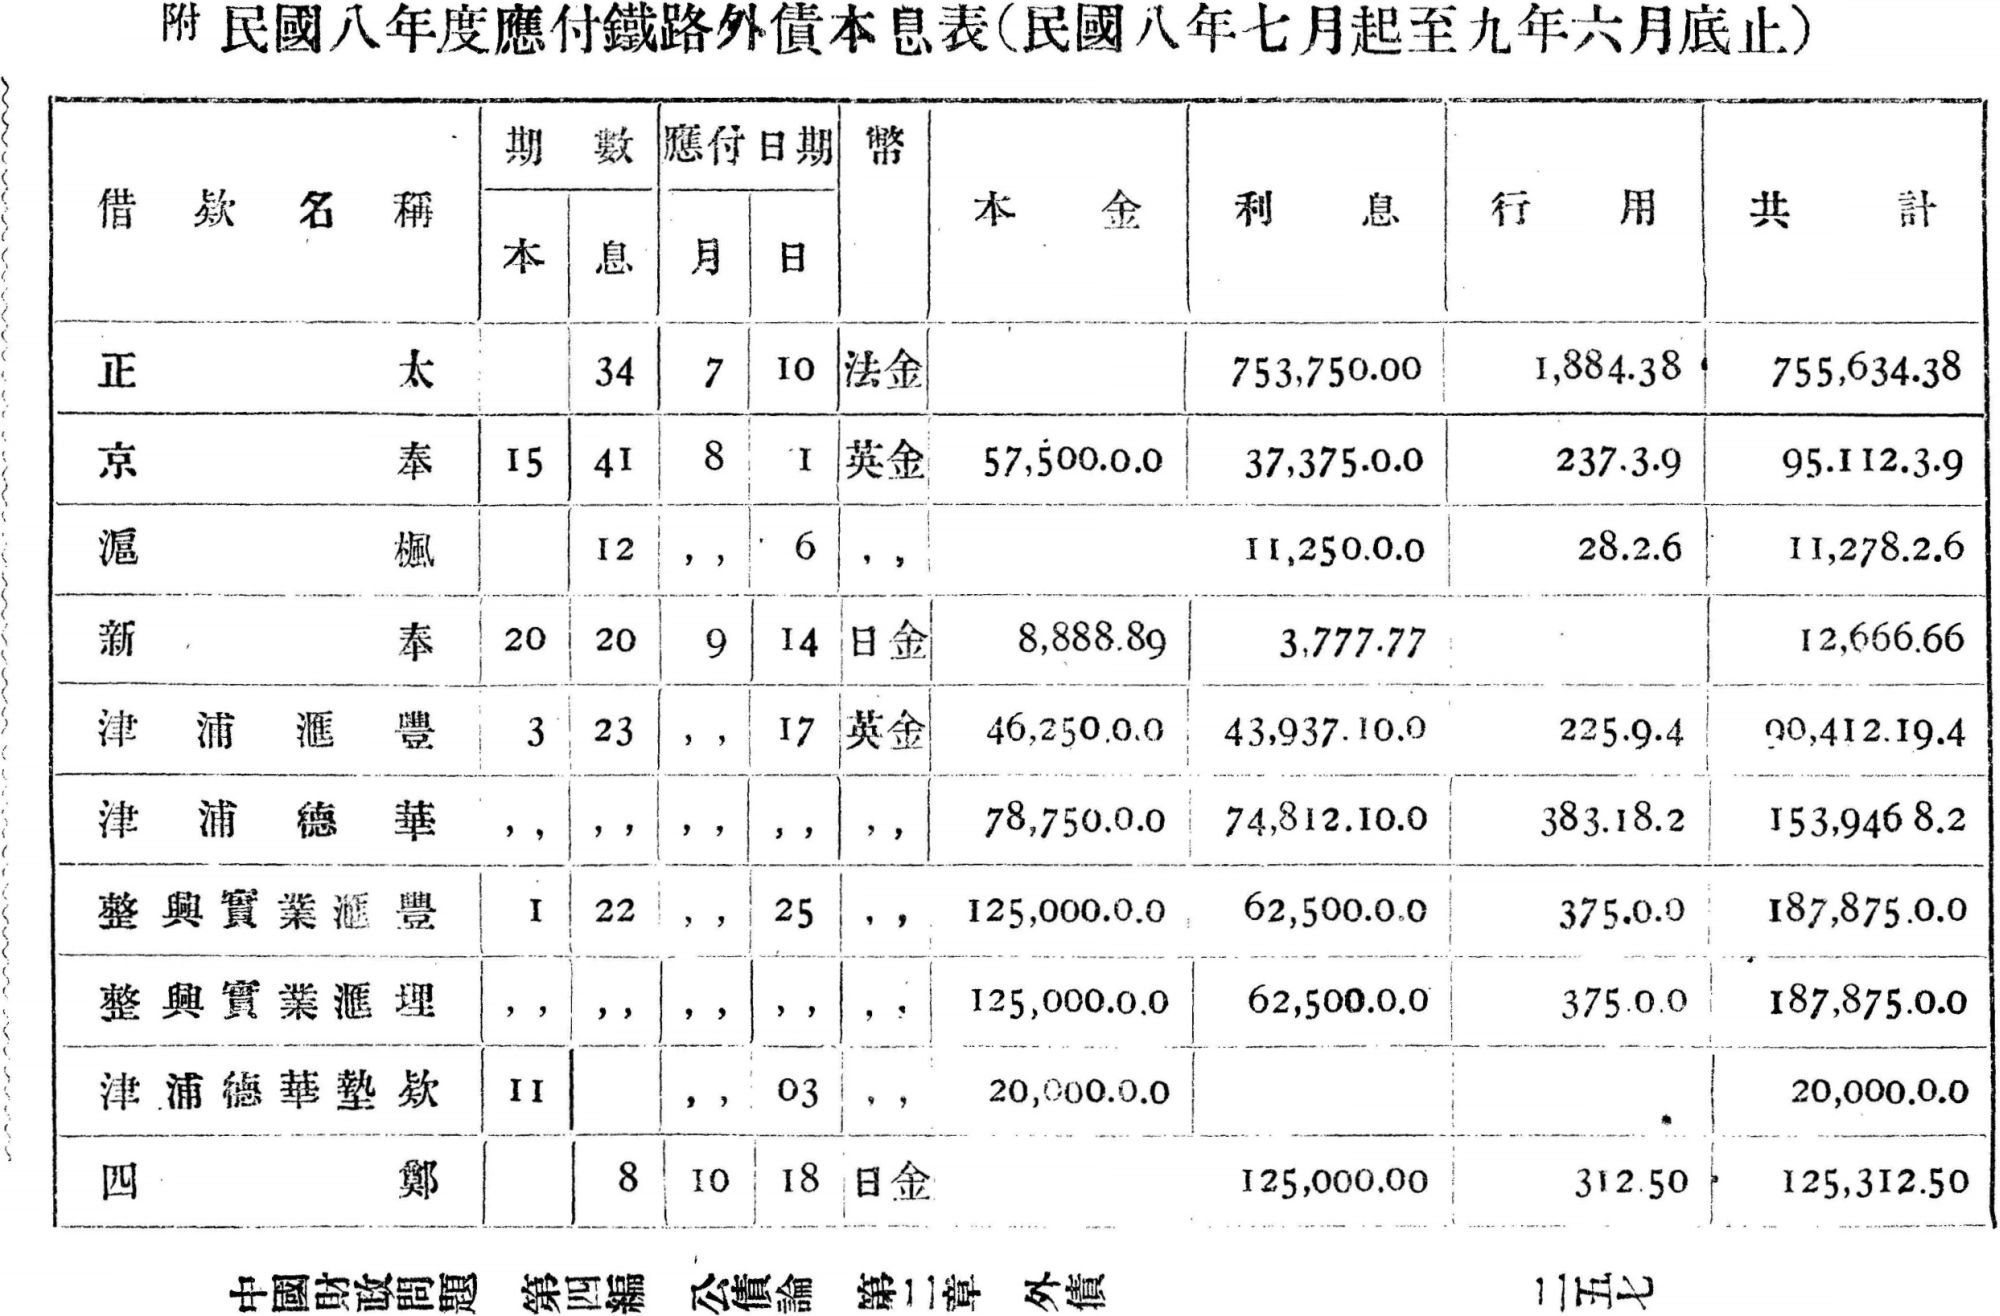 附 民國八年度應付鐵路外債本息表（民國八年七月起至九年六月底止）
借欵名稱 期數 應付日期 幣 本金 利息 行用 共計
本 息 月 日
正太 34 7 10 法金 753,750.00 1,884.38 755,634.38
京奉 15 41 8 1 英金 57,500.0.0 37,375.0.0 237.3.9 95.112.3.9
滬楓 12 ,, 6 ,, 11,250.0.0 28.2.6 11,278.2.6
新奉 20 20 9 14 日金 8,888.89 3,777.77 12,666.66
津浦滙豐 3 23 ,, 17 英金 46,250.0.0 43,937.10.0 225.9.4 90,412.19.4
津浦德華 ,, ,, ,, ,, ,, 78,750.0.0 74,812.10.0 383.18.2 153,946 8.2
整興實業滙豐 1 22 ,, 25 ,, 125,000.0.0 62,500.0.0 375.0.0 187,875.0.0
整興實業滙理 ,, ,, ,, ,, ,, 125,000.0.0 62,500.0.0 375.0.0 187,875.0.0
津浦德華墊欵 11 ,, 03 ,, 20,000.0.0 20,000.0.0
四鄭 8 10 18 日金 125,000.00 312.50 125,312.50
中國財政問題 第四編 公債論 第二章 外債 二五七